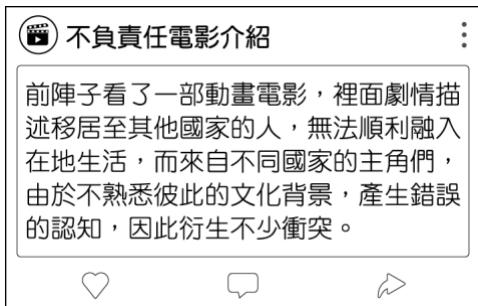 不負責任電影介紹
前陣子看了一部動畫電影，裡面劇情描
述移居至其他國家的人，無法順利融入
在地生活，而來自不同國家的主角們，
由於不熟悉彼此的文化背景，產生錯誤
的認知，因此衍生不少衝突。